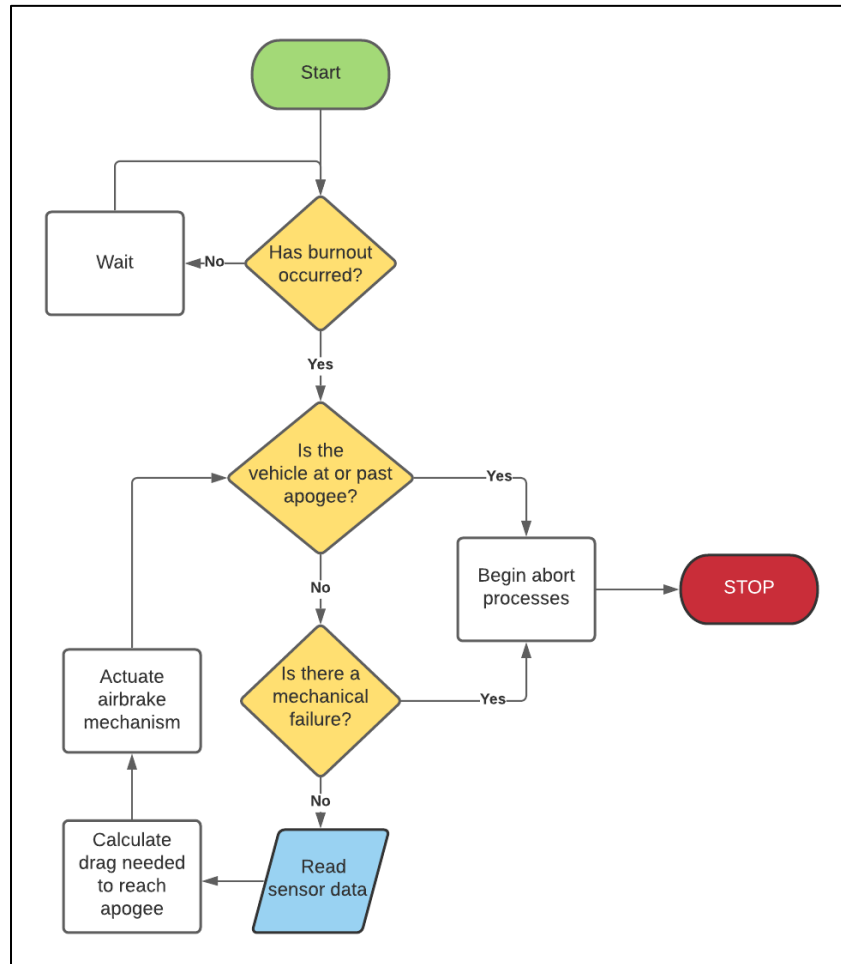 Start
Has burnout
occurred?
No
Wait
Yes
Is the
vehicle at or past
apogee?
Yes
No
Begin abort
processes
STOP
Is there a
mechanical
failure?
Yes
No
Actuate
airbrake
mechanism
Calculate
drag needed
to reach
apogee
Read
sensor data